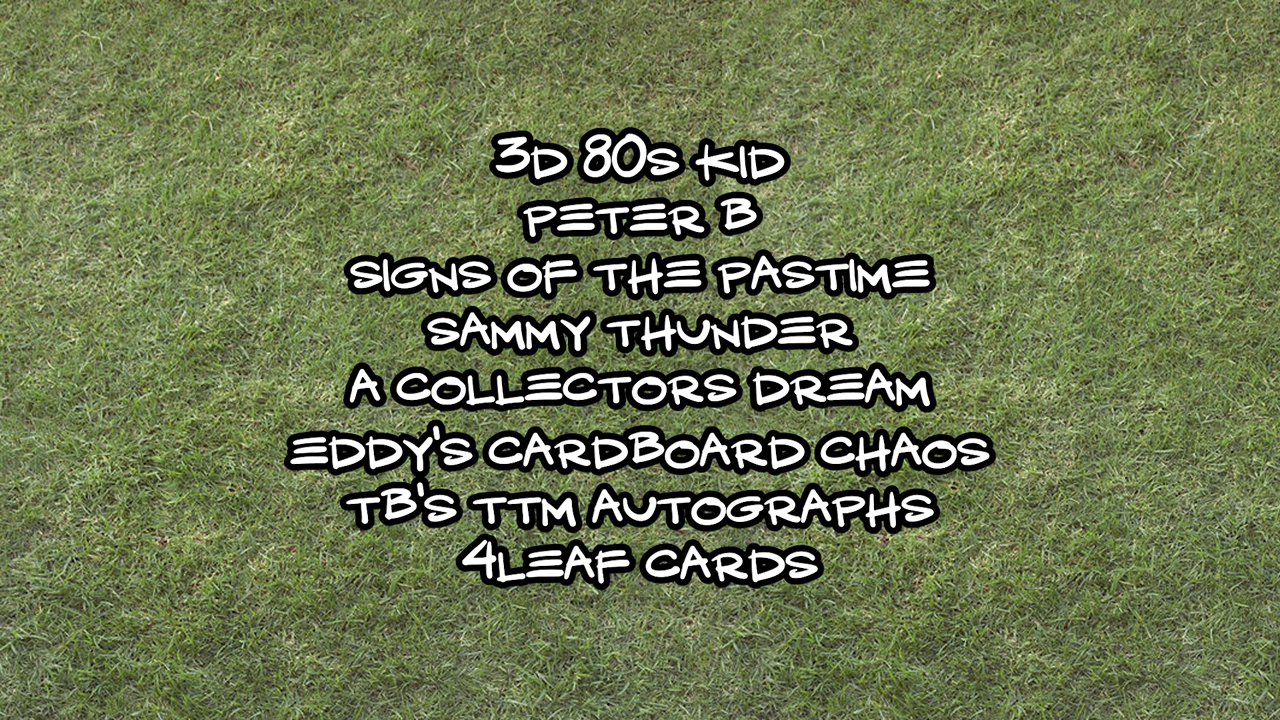 3D 80S KID
PETER B
SIGNS OF THE PASTIME
SAMMY THUNDER
A COLLECTORS DREAM
EDDY'S CARDBOARD CHAOS
TB'S TTM AUTOGRAPHS
4LEAF CARDS